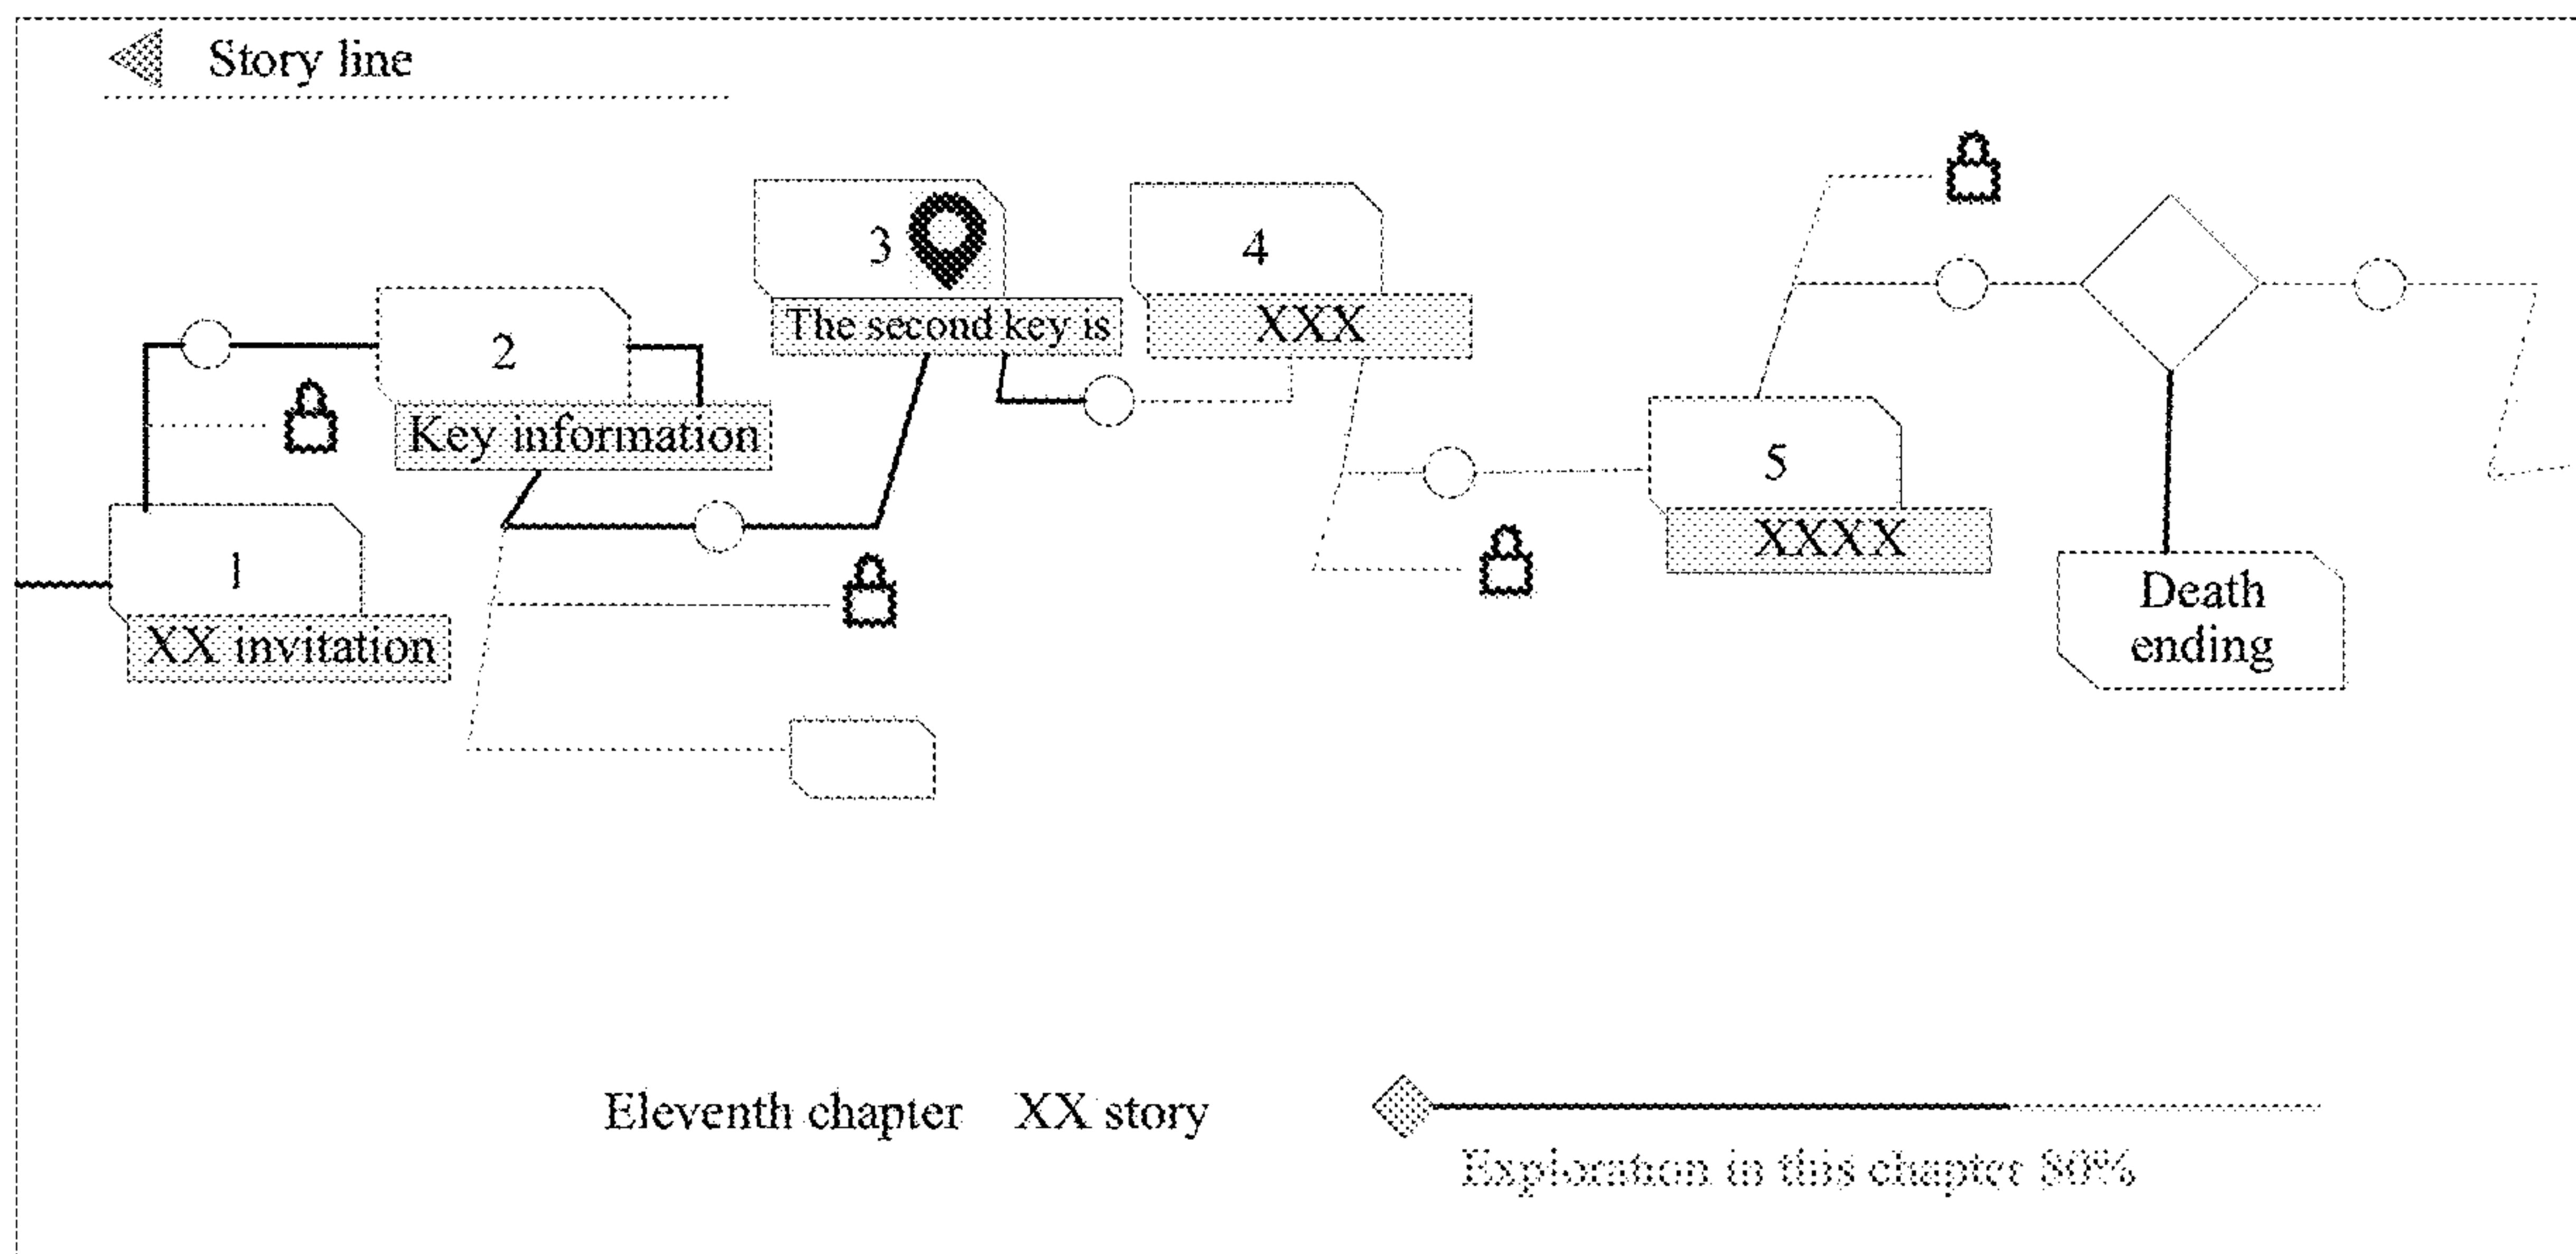 Story line
3
4
The second key is
XXX
2
Key information
5
XXXX
1
XX invitation
Death
ending
Eleventh chapter XX story
Exploration in this chapter 80%